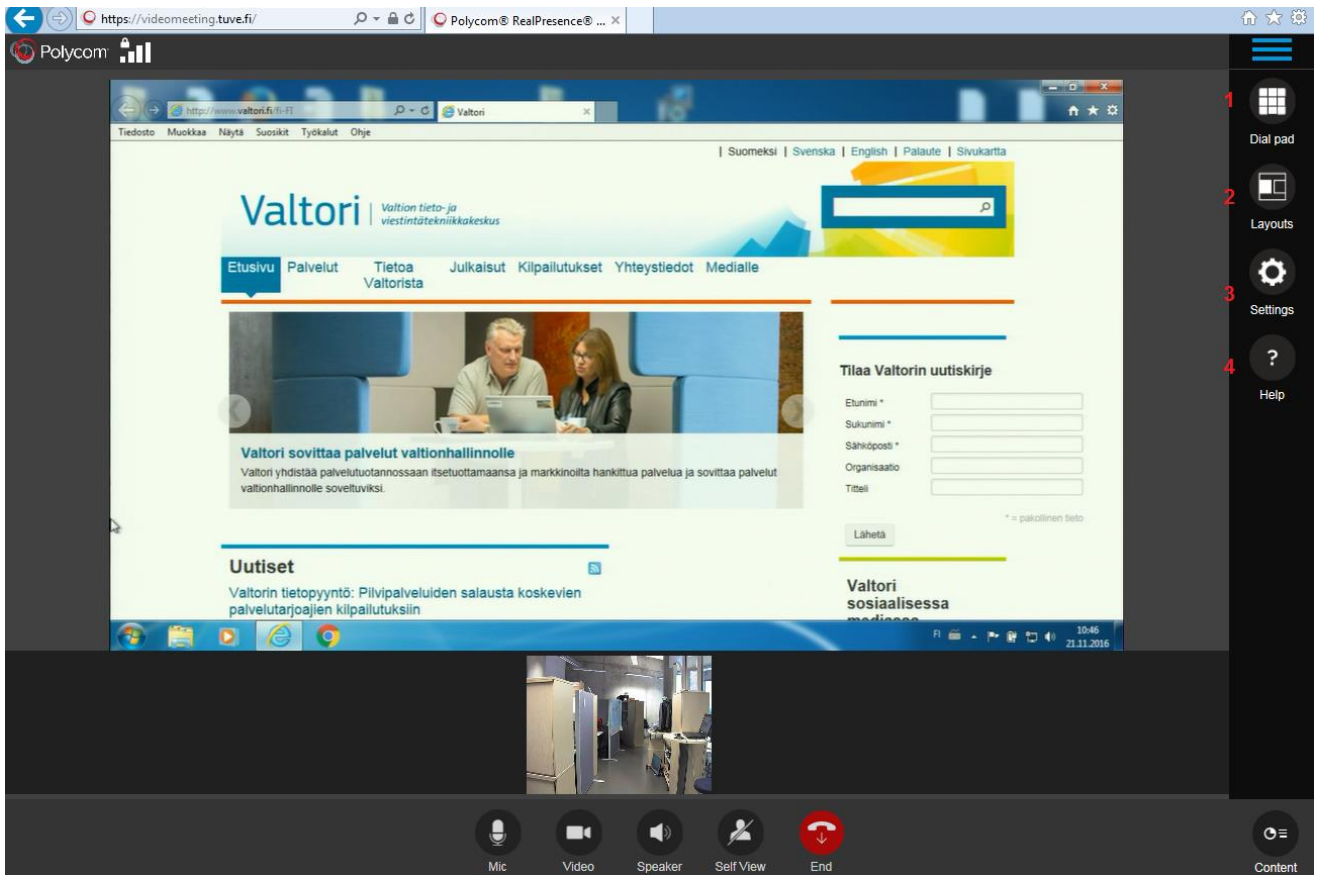 https://videomeeting.tuve.fi/
Polycom® RealPresence® ...
Polycom
http://www.valtori.fi/fi-FI
Valtori
Tiedosto Muokkaa Näytä Suosikit Työkalut Ohje
| Suomeksi | Svenska | English | Palaute | Sivukartta
Valtori | Valtion tieto- ja
viestintätekniikkakeskus
Etusivu Palvelut Tietoa Valtorista Julkaisut Kilpailutukset Yhteystiedot Medialle
Valtori sovittaa palvelut valtionhallinnolle
Valtori yhdistää palvelutuotannossaan itsetuottamaansa ja markkinoilta hankittua palvelua ja sovittaa palvelut
valtionhallinnolle soveltuviksi.
Tilaa Valtorin uutiskirje
Etunimi *
Sukunimi *
Sähköposti *
Organisaatio
Titteli
* = pakollinen tieto
Lähetä
Uutiset
Valtorin tietopyyntö: Pilvipalveluiden salausta koskevien
palvelutarjoajien kilpailutuksiin
Valtori
sosiaalisessa
mediassa
FI
10:46
21.11.2016
1
Dial pad
2
Layouts
3
Settings
4
?
Help
Mic
Video
Speaker
Self View
End
Content